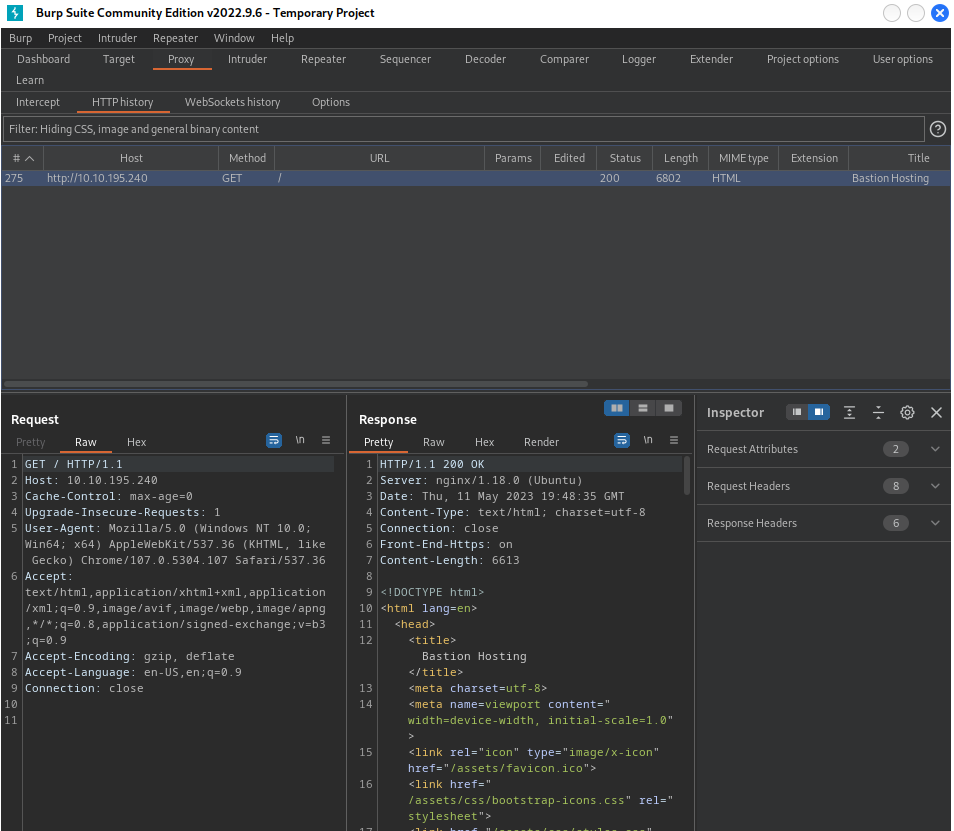 Burp Suite Community Edition v2022.9.6 - Temporary Project
Burp Project Intruder Repeater Window Help
Dashboard Target Proxy Intruder Repeater Sequencer Decoder Comparer Logger Extender Project options User options
Learn
Intercept HTTP history WebSockets history Options
Filter: Hiding CSS, image and general binary content
# Host Method URL Params Edited Status Length MIME type Extension Title
275 http://10.10.195.240 GET / 200 6802 HTML Bastion Hosting
Request
Pretty Raw Hex \n
1 GET / HTTP/1.1
2 Host: 10.10.195.240
3 Cache-Control: max-age=0
4 Upgrade-Insecure-Requests: 1
5 User-Agent: Mozilla/5.0 (Windows NT 10.0;
Win64; x64) AppleWebKit/537.36 (KHTML, like
Gecko) Chrome/107.0.5304.107 Safari/537.36
6 Accept:
text/html,application/xhtml+xml,application
/xml;q=0.9,image/avif,image/webp,image/apng
,*/*;q=0.8,application/signed-exchange;v=b3
;q=0.9
7 Accept-Encoding: gzip, deflate
8 Accept-Language: en-US,en;q=0.9
9 Connection: close
10
11
Response
Pretty Raw Hex Render \n
1 HTTP/1.1 200 OK
2 Server: nginx/1.18.0 (Ubuntu)
3 Date: Thu, 11 May 2023 19:48:35 GMT
4 Content-Type: text/html; charset=utf-8
5 Connection: close
6 Front-End-Https: on
7 Content-Length: 6613
8
9 <!DOCTYPE html>
10 <html lang=en>
11 <head>
12 <title>
Bastion Hosting
</title>
13 <meta charset=utf-8>
14 <meta name=viewport content="
width=device-width, initial-scale=1.0"
>
15 <link rel="icon" type="image/x-icon"
href="/assets/favicon.ico">
16 <link href="
/assets/css/bootstrap-icons.css" rel="
stylesheet">
Inspector
Request Attributes 2
Request Headers 8
Response Headers 6